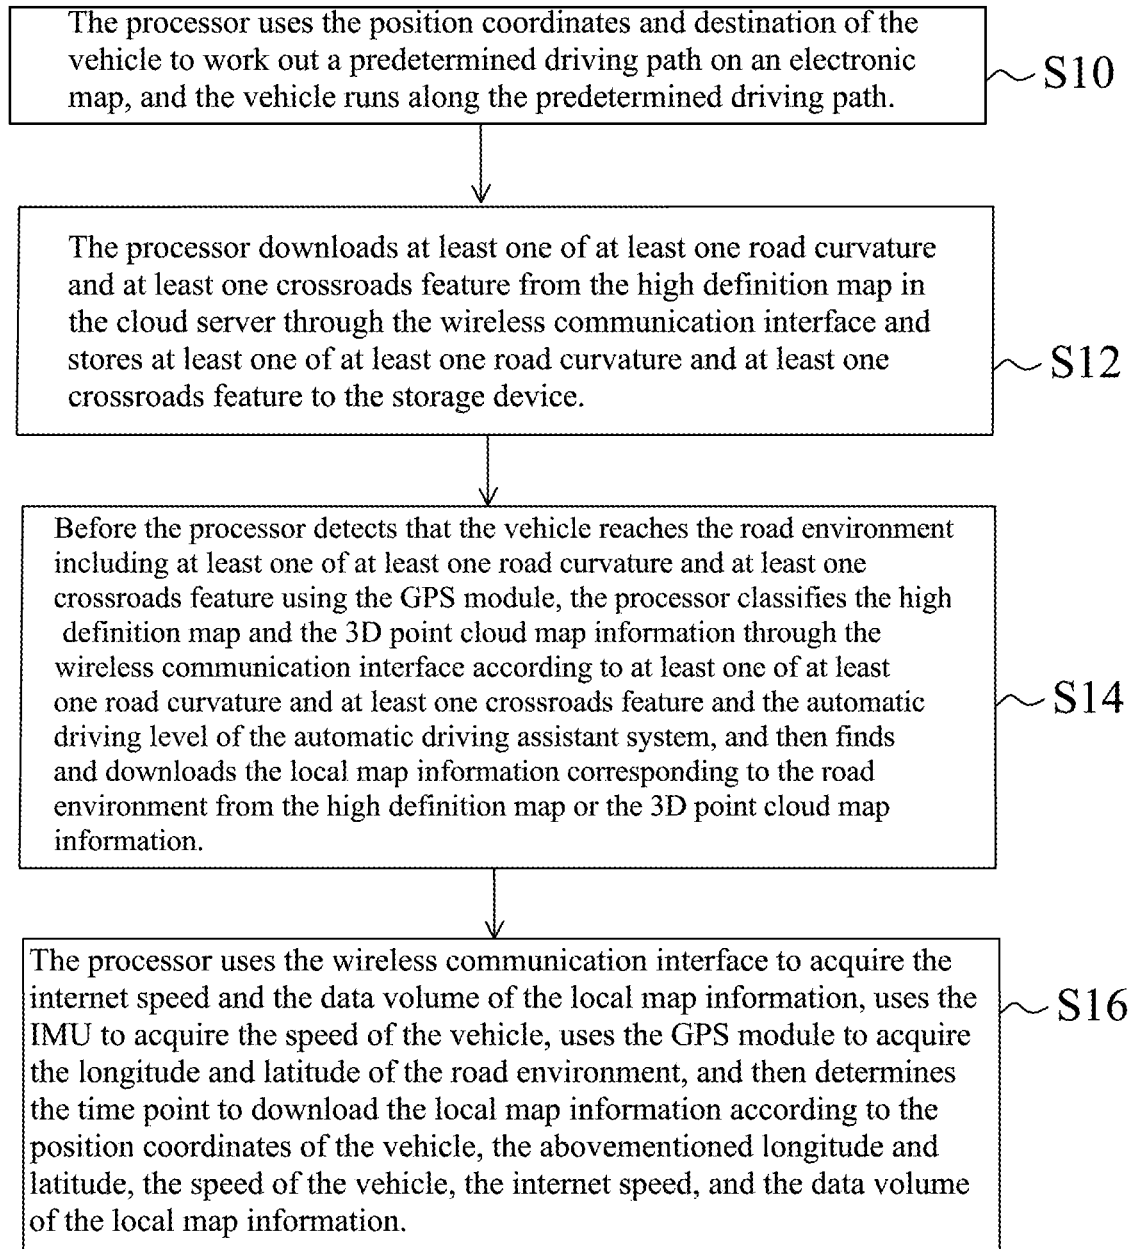 The processor uses the position coordinates and destination of the
vehicle to work out a predetermined driving path on an electronic
map, and the vehicle runs along the predetermined driving path.
S10
The processor downloads at least one of at least one road curvature
and at least one crossroads feature from the high definition map in
the cloud server through the wireless communication interface and
stores at least one of at least one road curvature and at least one
crossroads feature to the storage device.
S12
Before the processor detects that the vehicle reaches the road environment
including at least one of at least one road curvature and at least one
crossroads feature using the GPS module, the processor classifies the high
definition map and the 3D point cloud map information through the
wireless communication interface according to at least one of at least
one road curvature and at least one crossroads feature and the automatic
driving level of the automatic driving assistant system, and then finds
and downloads the local map information corresponding to the road
environment from the high definition map or the 3D point cloud map
information.
S14
The processor uses the wireless communication interface to acquire the
internet speed and the data volume of the local map information, uses the
IMU to acquire the speed of the vehicle, uses the GPS module to acquire
the longitude and latitude of the road environment, and then determines
the time point to download the local map information according to the
position coordinates of the vehicle, the abovementioned longitude and
latitude, the speed of the vehicle, the internet speed, and the data volume
of the local map information.
S16